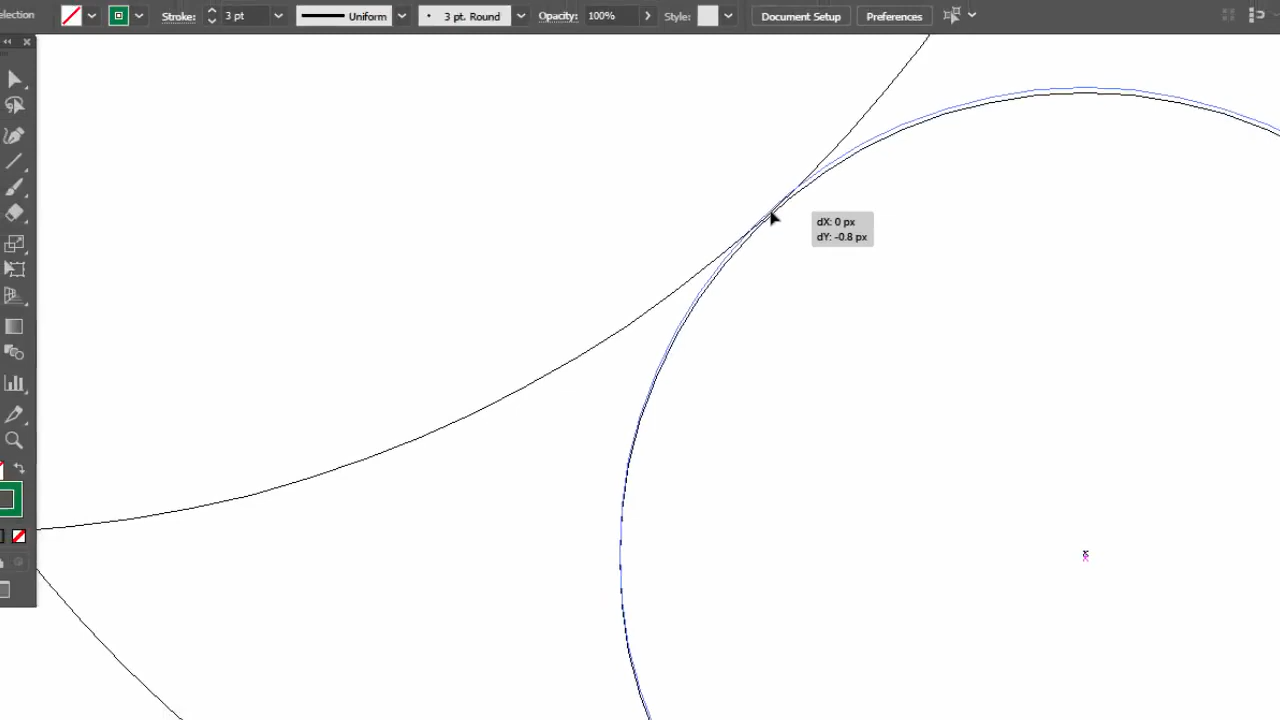 election Stroke: 3 pt Uniform 3 pt. Round Opacity: 100% Style: Document Setup Preferences
dX: 0 px
dY: -0.8 px